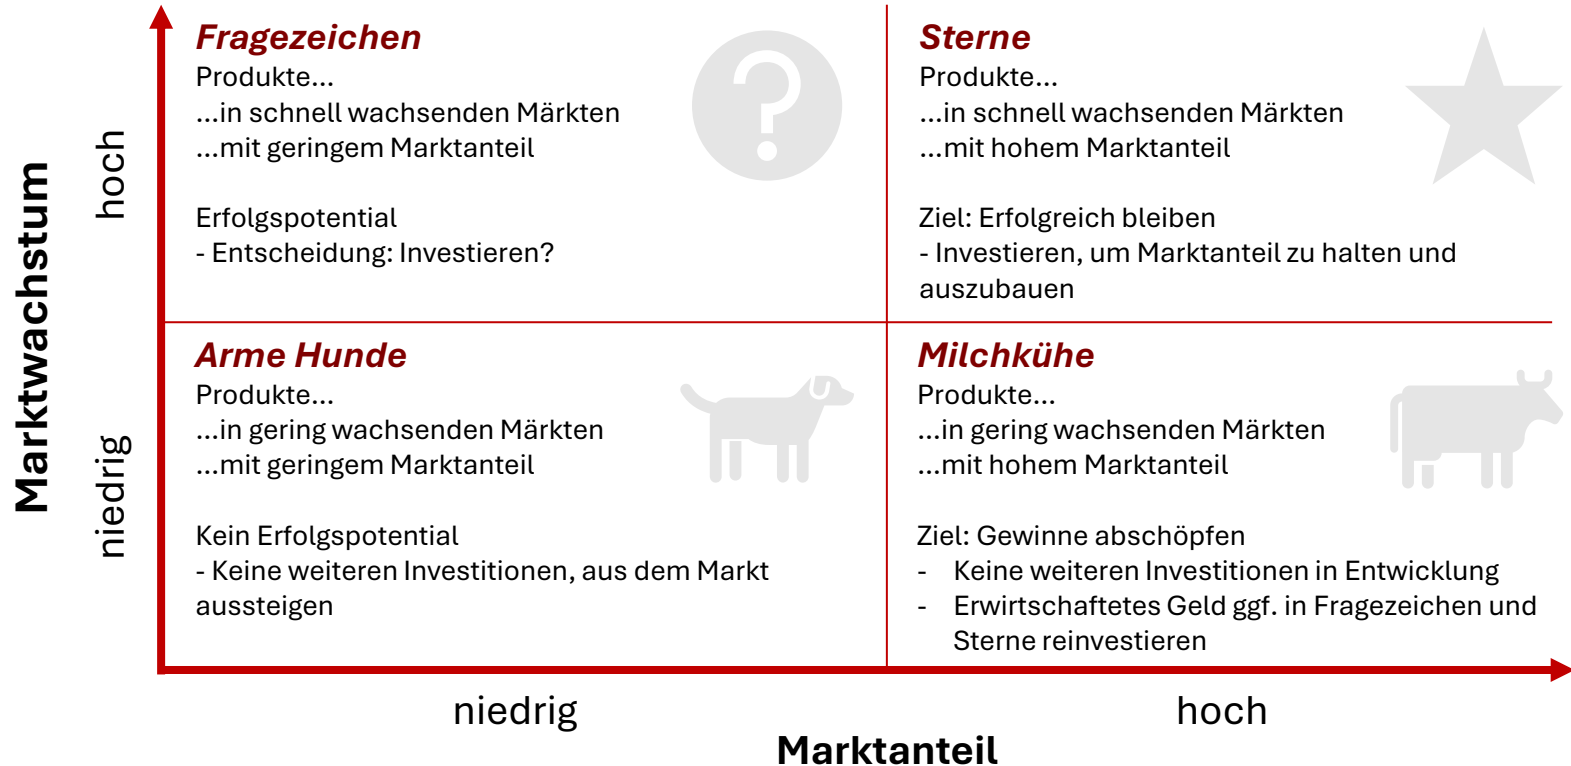 Marktwachstum
hoch
niedrig
Fragezeichen
Produkte...
...in schnell wachsenden Märkten
...mit geringem Marktanteil
Erfolgspotential
- Entscheidung: Investieren?
Sterne
Produkte...
...in schnell wachsenden Märkten
...mit hohem Marktanteil
Ziel: Erfolgreich bleiben
- Investieren, um Marktanteil zu halten und
auszubauen
Arme Hunde
Produkte...
...in gering wachsenden Märkten
...mit geringem Marktanteil
Kein Erfolgspotential
- Keine weiteren Investitionen, aus dem Markt
aussteigen
Milchkühe
Produkte...
...in gering wachsenden Märkten
...mit hohem Marktanteil
Ziel: Gewinne abschöpfen
- Keine weiteren Investitionen in Entwicklung
- Erwirtschaftetes Geld ggf. in Fragezeichen und
Sterne reinvestieren
niedrig
hoch
Marktanteil